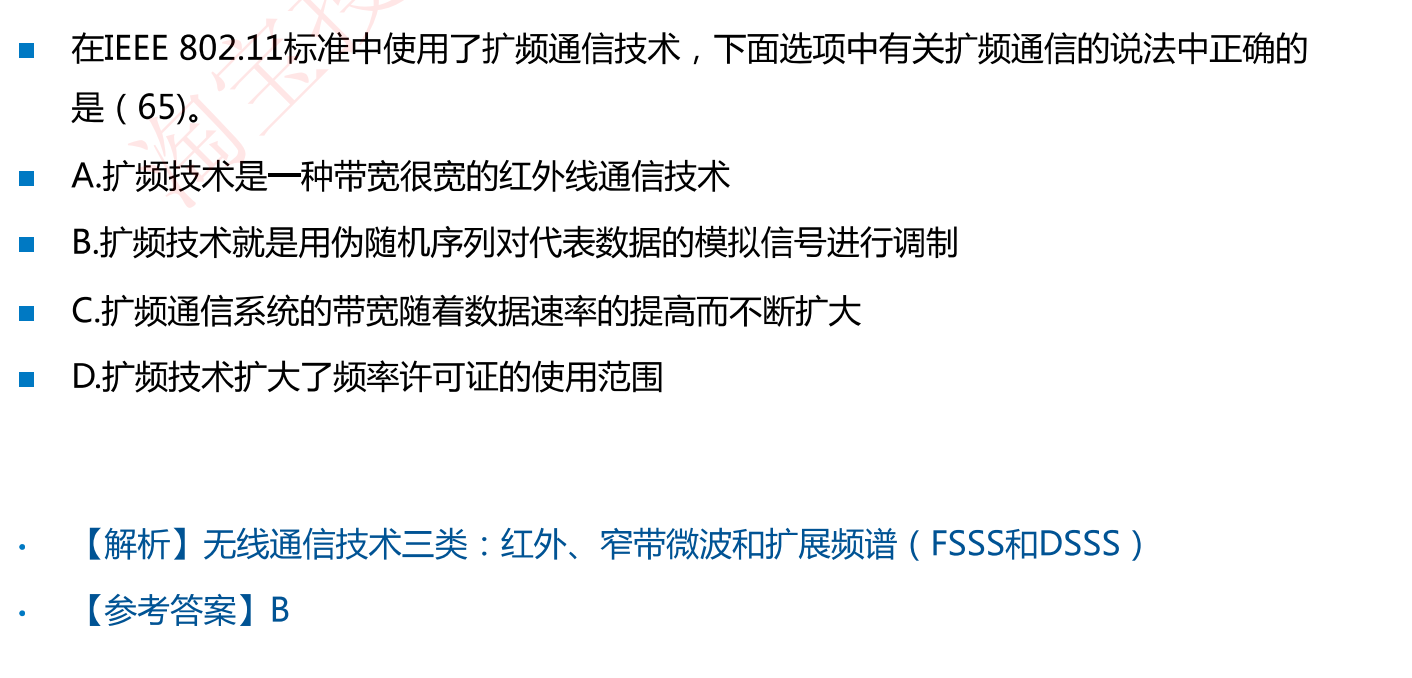 在IEEE 802.11标准中使用了扩频通信技术，下面选项中有关扩频通信的说法中正确的
是（65)。
A.扩频技术是一种带宽很宽的红外线通信技术
B.扩频技术就是用伪随机序列对代表数据的模拟信号进行调制
C.扩频通信系统的带宽随着数据速率的提高而不断扩大
D.扩频技术扩大了频率许可证的使用范围
【解析】无线通信技术三类：红外、窄带微波和扩展频谱（FSSS和DSSS）
【参考答案】B
淘宝搜